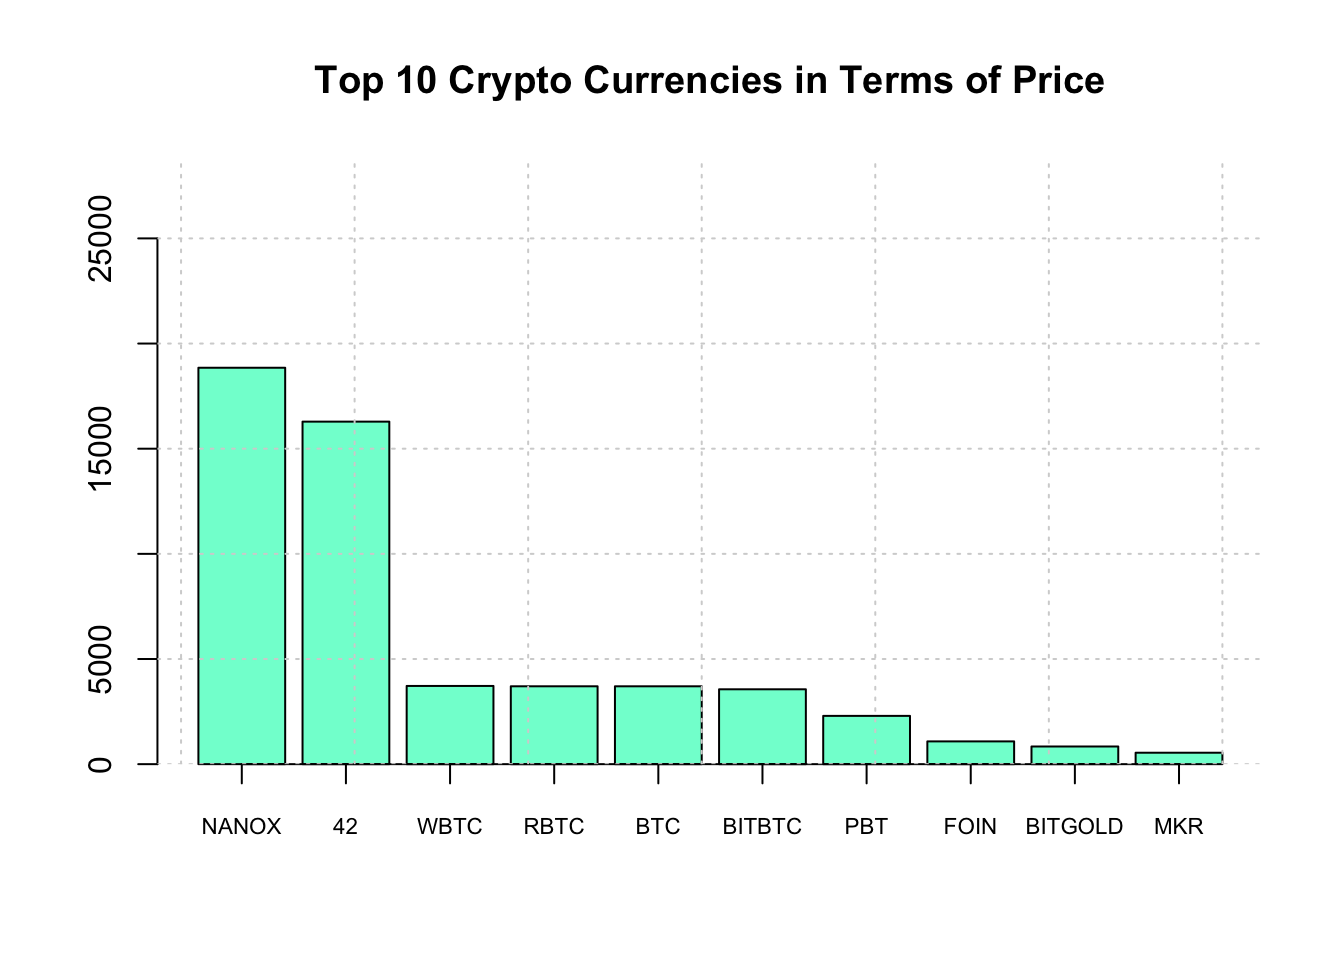 Top 10 Crypto Currencies in Terms of Price
25000
15000
5000
0
NANOX 42 WBTC RBTC BTC BITBTC PBT FOIN BITGOLD MKR